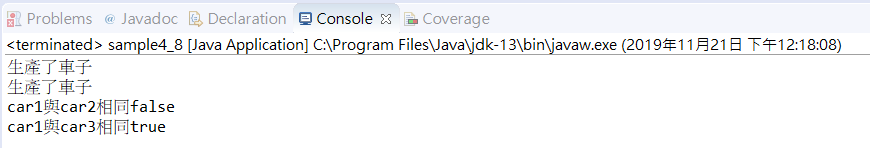 Problems @ Javadoc Declaration Console Coverage
<terminated> sample4_8 [Java Application] C:\Program Files\Java\jdk-13\bin\javaw.exe (2019年11月21日 下午12:18:08)
生產了車子
生產了車子
car1與car2相同false
car1與car3相同true